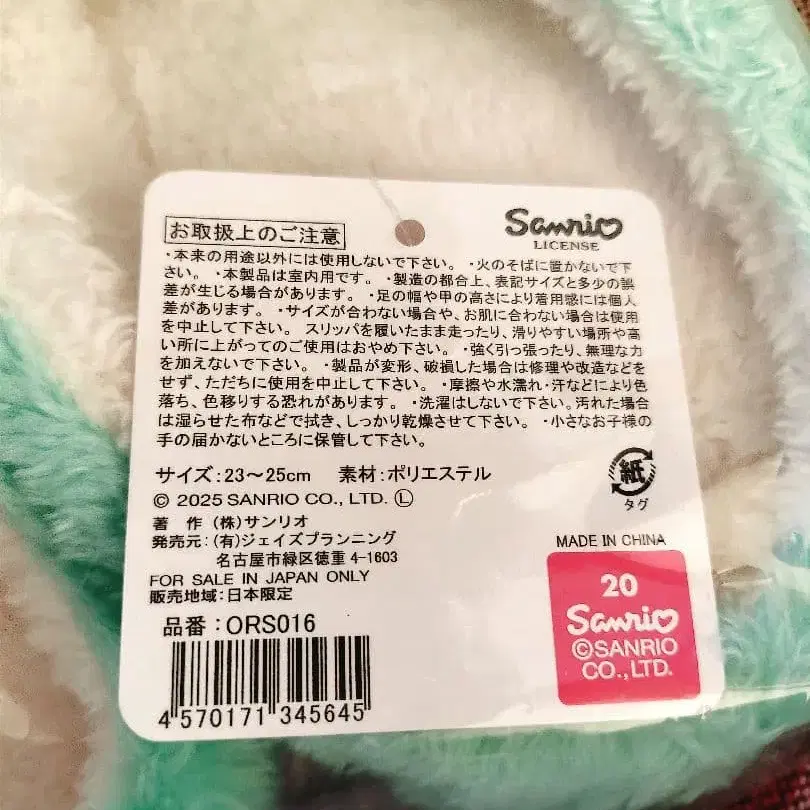 Sanrio
LICENSE
お取扱上のご注意
・本来の用途以外には使用しないで下さい。 ・火のそばに置かないで下
さい。 ・本製品は室内用です。 ・製造の都合上、表記サイズと多少の誤
差が生じる場合があります。 ・足の幅や甲の高さにより着用感には個人
差があります。 ・サイズが合わない場合や、お肌に合わない場合は使用
を中止して下さい。 スリッパを履いたまま走ったり、滑りやすい場所や高
い所に上がってのご使用はおやめ下さい。 ・強く引っ張ったり、無理な力
を加えないで下さい。 ・製品が変形、破損した場合は修理や改造などを
せず、ただちに使用を中止して下さい。 ・摩擦や水濡れ・汗などにより色
落ち、色移りする恐れがあります。 ・洗濯はしないで下さい。汚れた場合
は湿らせた布などで拭き、しっかり乾燥させて下さい。 ・小さなお子様の
手の届かないところに保管して下さい。
サイズ:23〜25cm 素材:ポリエステル
© 2025 SANRIO CO., LTD. Ⓛ
著 作 (株)サンリオ
発売元:(有)ジェイズプランニング
名古屋市緑区徳重 4-1603
FOR SALE IN JAPAN ONLY
販売地域:日本限定
品番:ORS016
4 570171 345645
紙
タグ
MADE IN CHINA
20
Sanrio
©SANRIO
CO.,LTD.